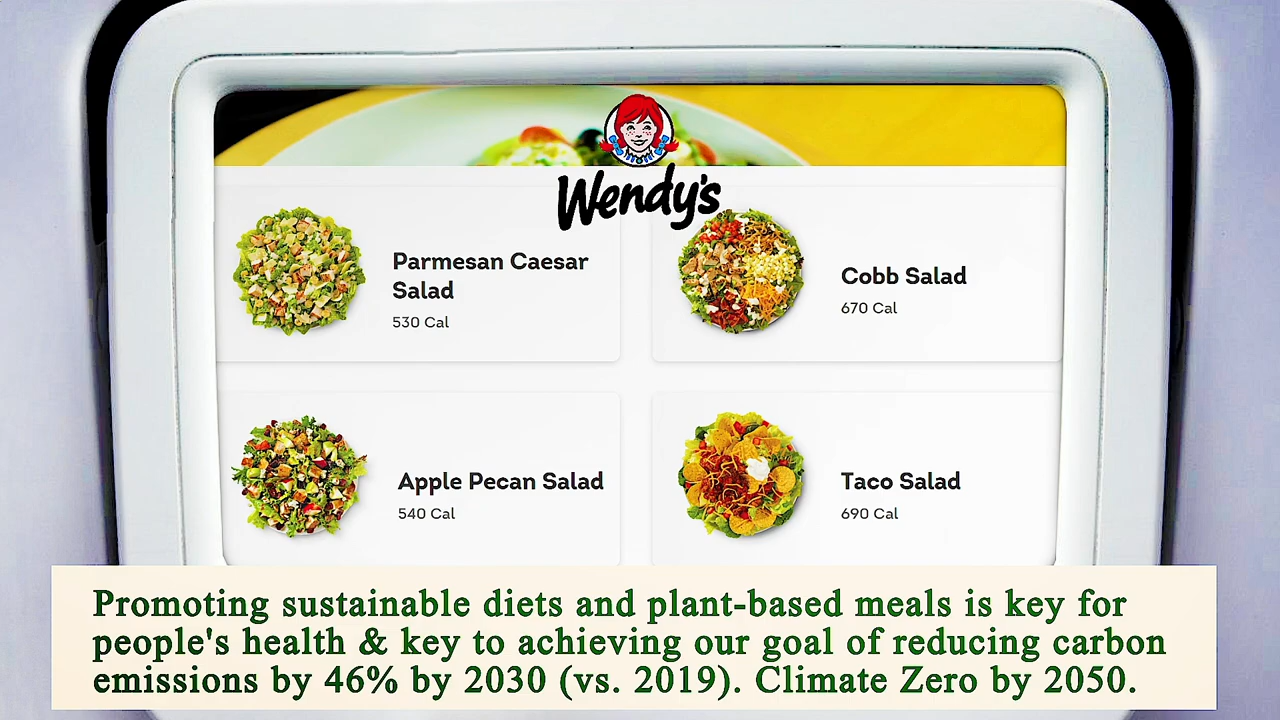 Wendy's
Parmesan Caesar
Salad
530 Cal
Cobb Salad
670 Cal
Apple Pecan Salad
540 Cal
Taco Salad
690 Cal
Promoting sustainable diets and plant-based meals is key for
people's health & key to achieving our goal of reducing carbon
emissions by 46% by 2030 (vs. 2019). Climate Zero by 2050.